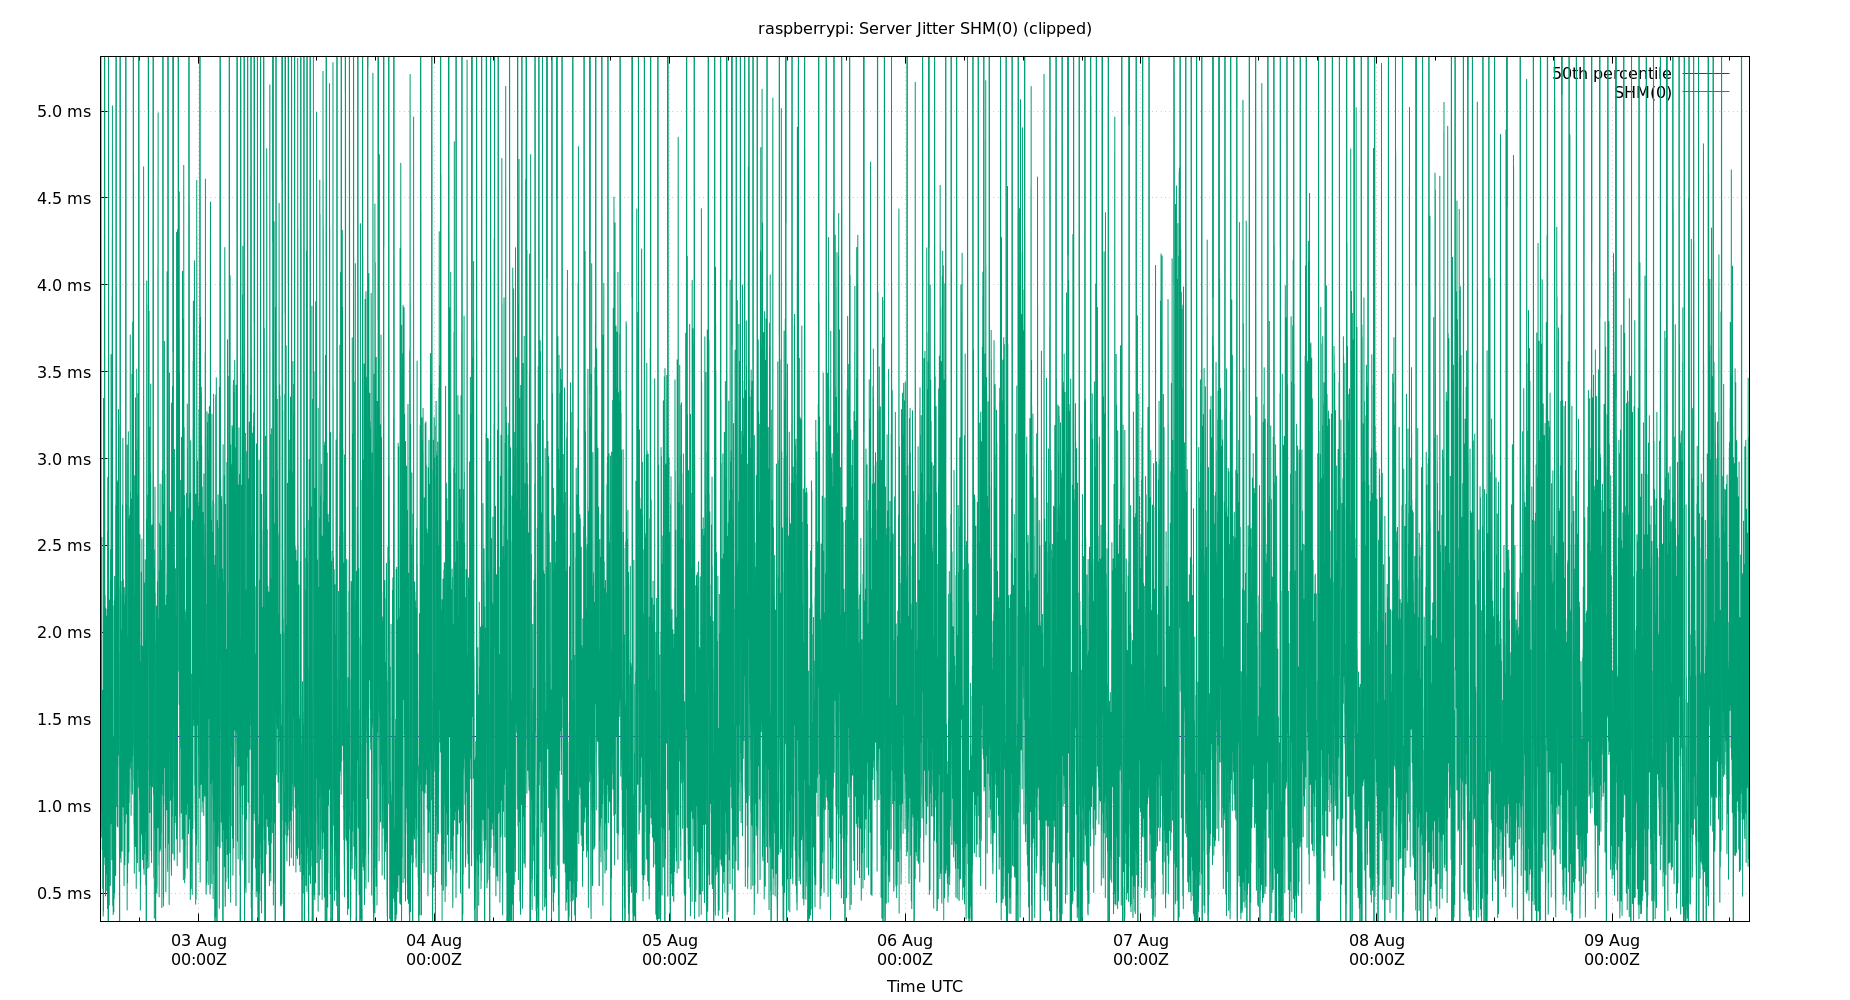 raspberrypi: Server Jitter SHM(0) (clipped)
50th percentile
SHM(0)
5.0 ms
4.5 ms
4.0 ms
3.5 ms
3.0 ms
2.5 ms
2.0 ms
1.5 ms
1.0 ms
0.5 ms
03 Aug 04 Aug 05 Aug 06 Aug 07 Aug 08 Aug 09 Aug
00:00Z 00:00Z 00:00Z 00:00Z 00:00Z 00:00Z 00:00Z
Time UTC